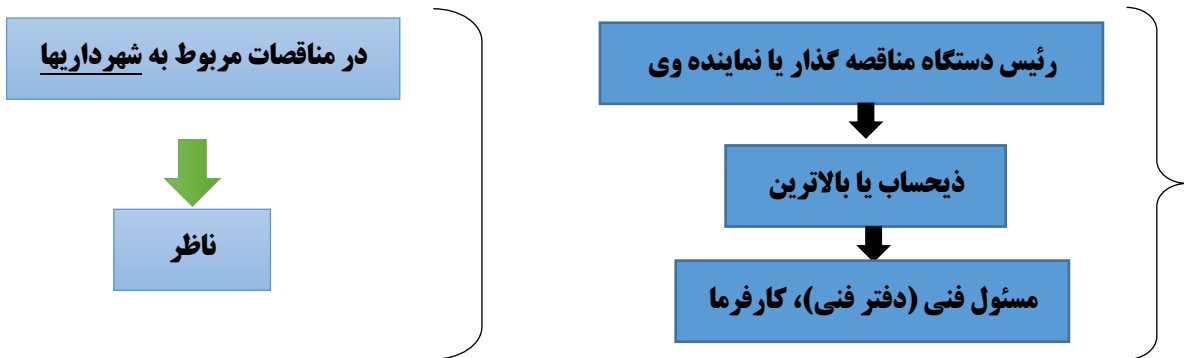 رئیس دستگاه مناقصه گذار یا نماینده وی
ذیحساب یا بالاترین
مسئول فنی (دفتر فنی)، کارفرما
در مناقصات مربوط به شهرداریها
ناظر